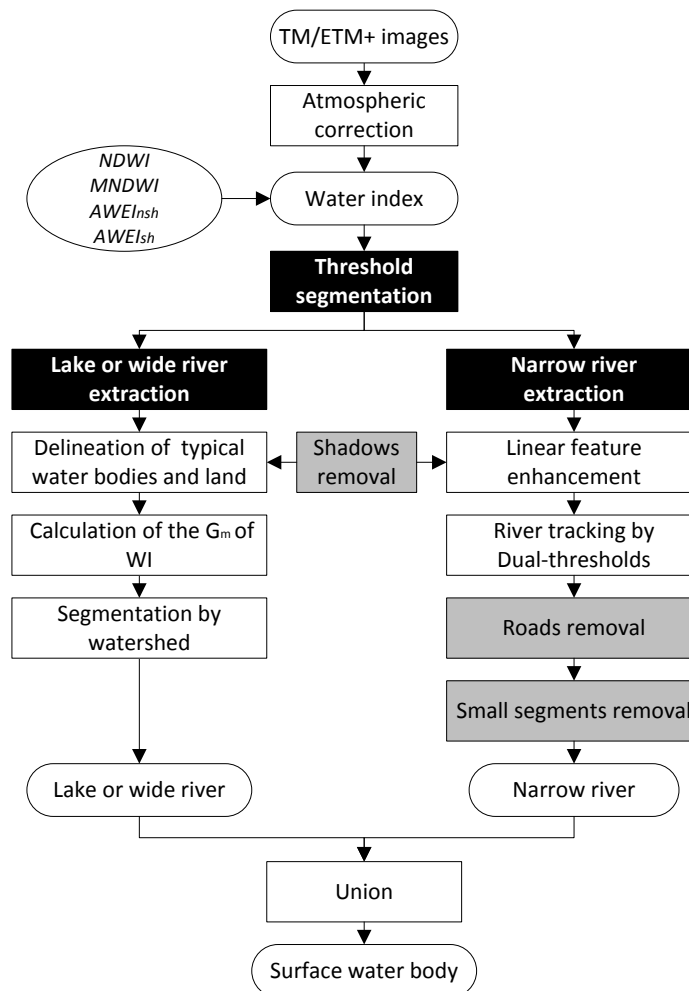 TM/ETM+ images
Atmospheric
correction
NDWI
MNDWI
AWEInsh
AWEIsh
Water index
Threshold
segmentation
Lake or wide river
extraction
Narrow river
extraction
Delineation of typical
water bodies and land
Shadows
removal
Linear feature
enhancement
Calculation of the Gm of
WI
River tracking by
Dual-thresholds
Segmentation by
watershed
Roads removal
Small segments removal
Lake or wide river
Narrow river
Union
Surface water body